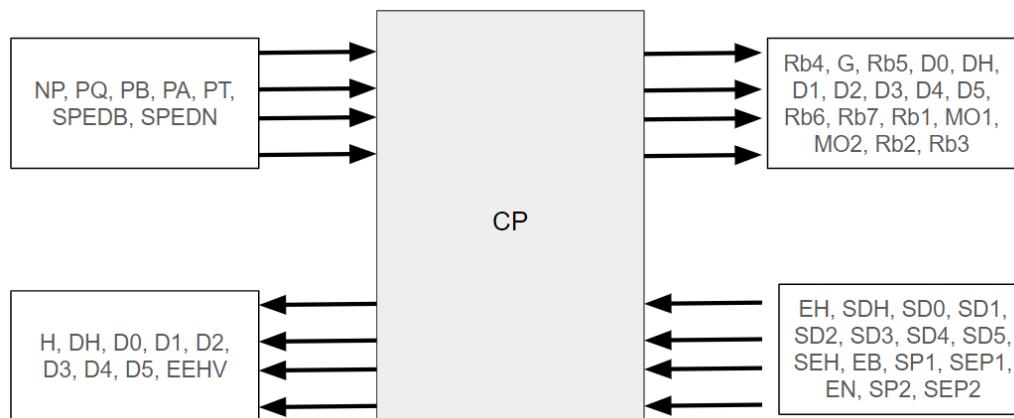 NP, PQ, PB, PA, PT,
SPEDB, SPEDN
Rb4, G, Rb5, D0, DH,
D1, D2, D3, D4, D5,
Rb6, Rb7, Rb1, MO1,
MO2, Rb2, Rb3
CP
H, DH, D0, D1, D2,
D3, D4, D5, EEHV
EH, SDH, SD0, SD1,
SD2, SD3, SD4, SD5,
SEH, EB, SP1, SEP1,
EN, SP2, SEP2